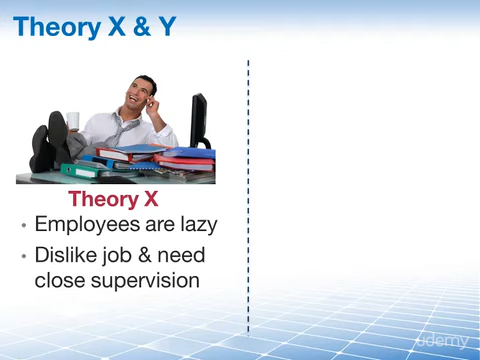 Theory X & Y
Theory X
• Employees are lazy
• Dislike job & need
close supervision
udemy